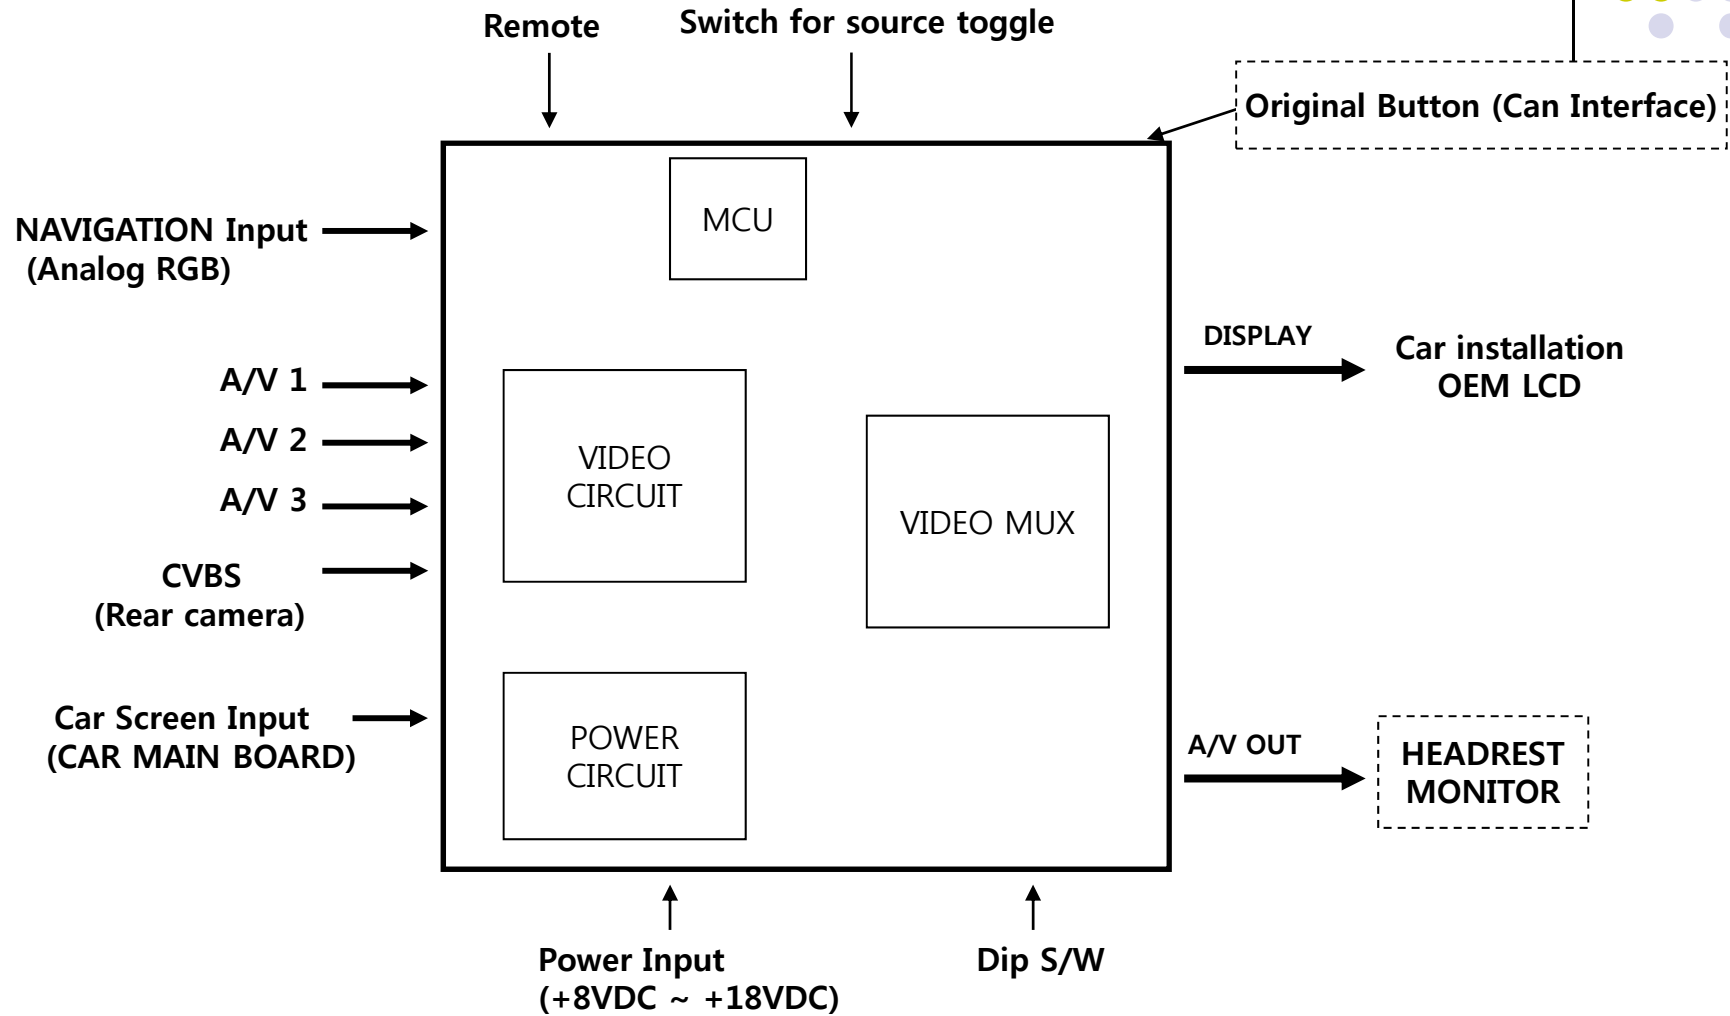 Remote
Switch for source toggle
Original Button (Can Interface)
MCU
NAVIGATION Input
(Analog RGB)
DISPLAY
Car installation
OEM LCD
A/V 1
A/V 2
A/V 3
VIDEO
CIRCUIT
VIDEO MUX
CVBS
(Rear camera)
Car Screen Input
(CAR MAIN BOARD)
POWER
CIRCUIT
A/V OUT
HEADREST
MONITOR
Power Input
(+8VDC ~ +18VDC)
Dip S/W